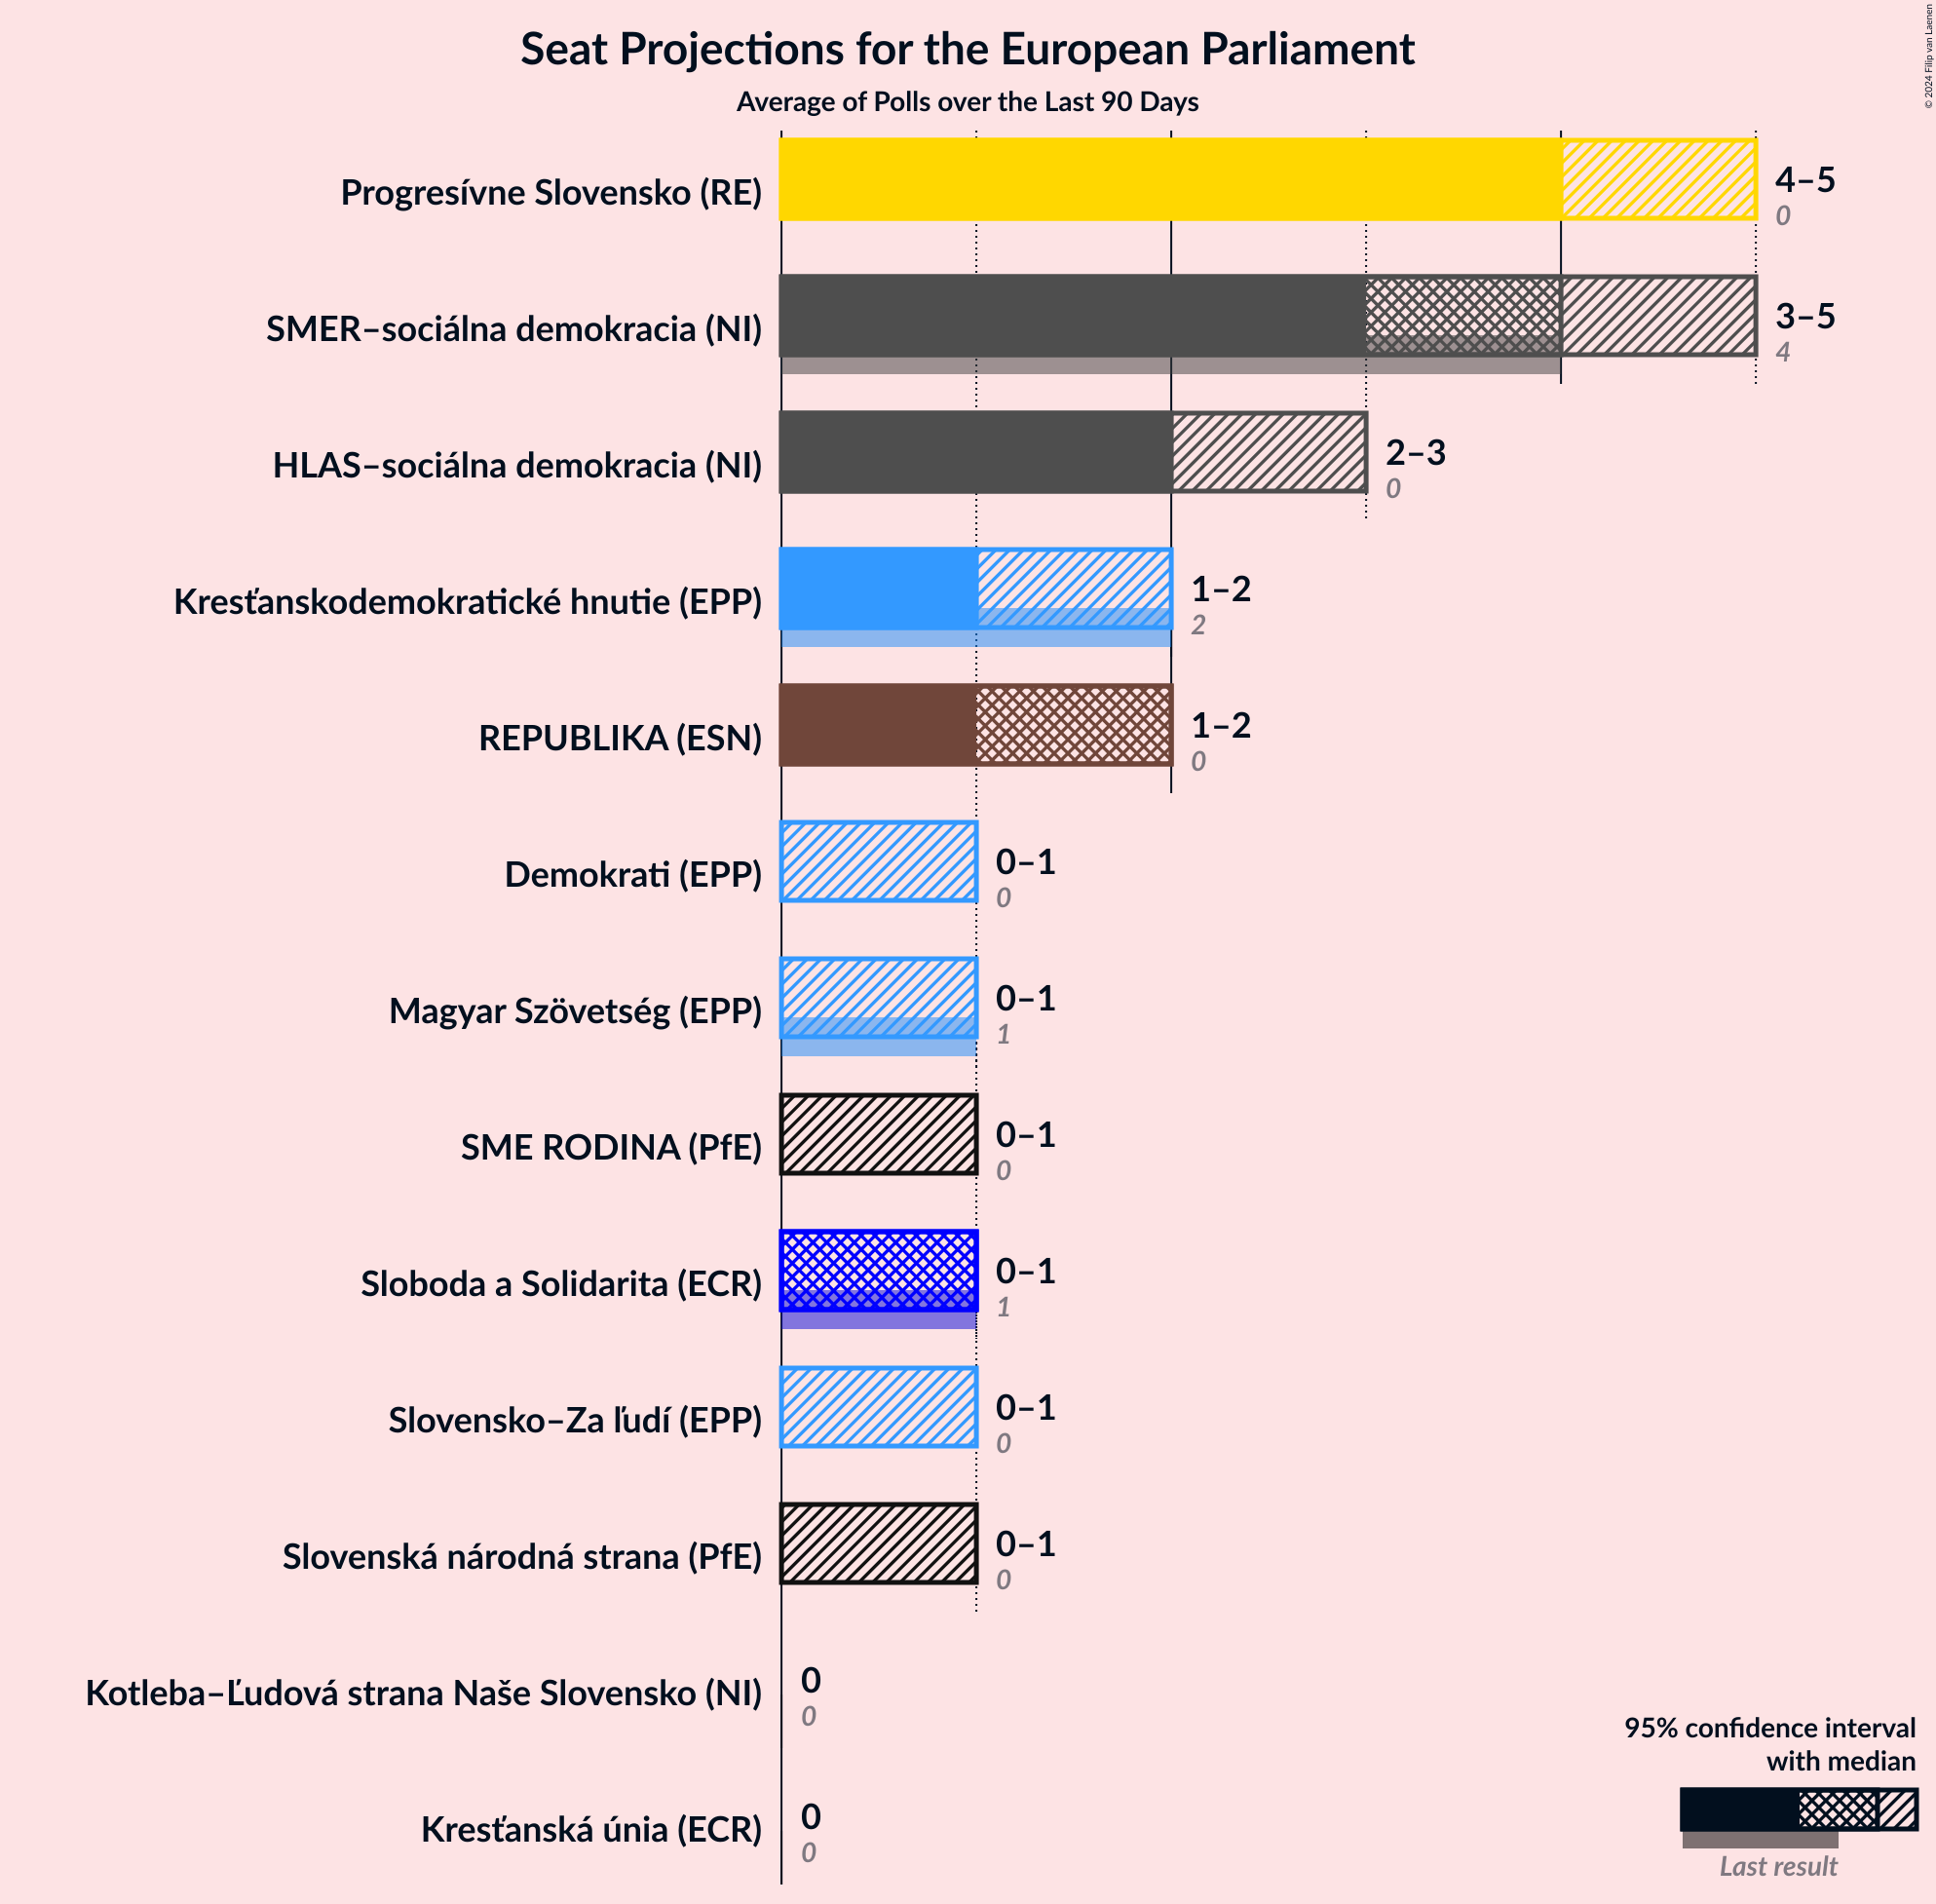 Seat Projections for the European Parliament
Average of Polls over the Last 90 Days
© 2024 Filip van Laenen
Progresívne Slovensko (RE)
4–5
0
SMER–sociálna demokracia (NI)
3–5
4
HLAS–sociálna demokracia (NI)
2–3
0
Kresťanskodemokratické hnutie (EPP)
1–2
2
REPUBLIKA (ESN)
1–2
0
Demokrati (EPP)
0–1
0
Magyar Szövetség (EPP)
0–1
1
SME RODINA (PfE)
0–1
0
Sloboda a Solidarita (ECR)
0–1
1
Slovensko–Za ľudí (EPP)
0–1
0
Slovenská národná strana (PfE)
0–1
0
Kotleba–Ľudová strana Naše Slovensko (NI)
0
0
Kresťanská únia (ECR)
0
0
95% confidence interval
with median
Last result